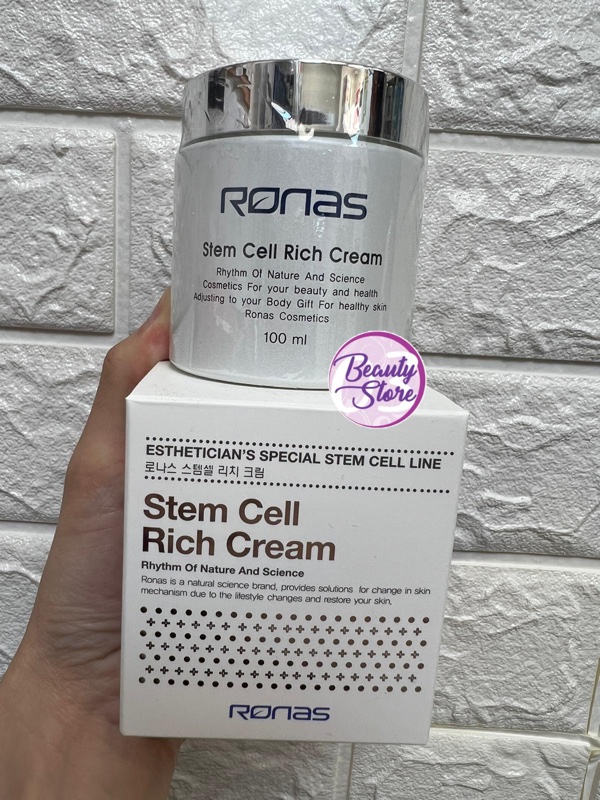 RONAS
Stem Cell Rich Cream
Rhythm Of Nature And Science
Cosmetics For your beauty and health
Adjusting to your Body Gift For healthy skin
Ronas Cosmetics
100 ml
Beauty
Store
ESTHETICIAN'S SPECIAL STEM CELL LINE
로나스 스템셀 리치 크림
Stem Cell
Rich Cream
Rhythm Of Nature And Science
Ronas is a natural science brand, provides solutions for change in skin
mechanism due to the lifestyle changes and restore your skin.
RONAS